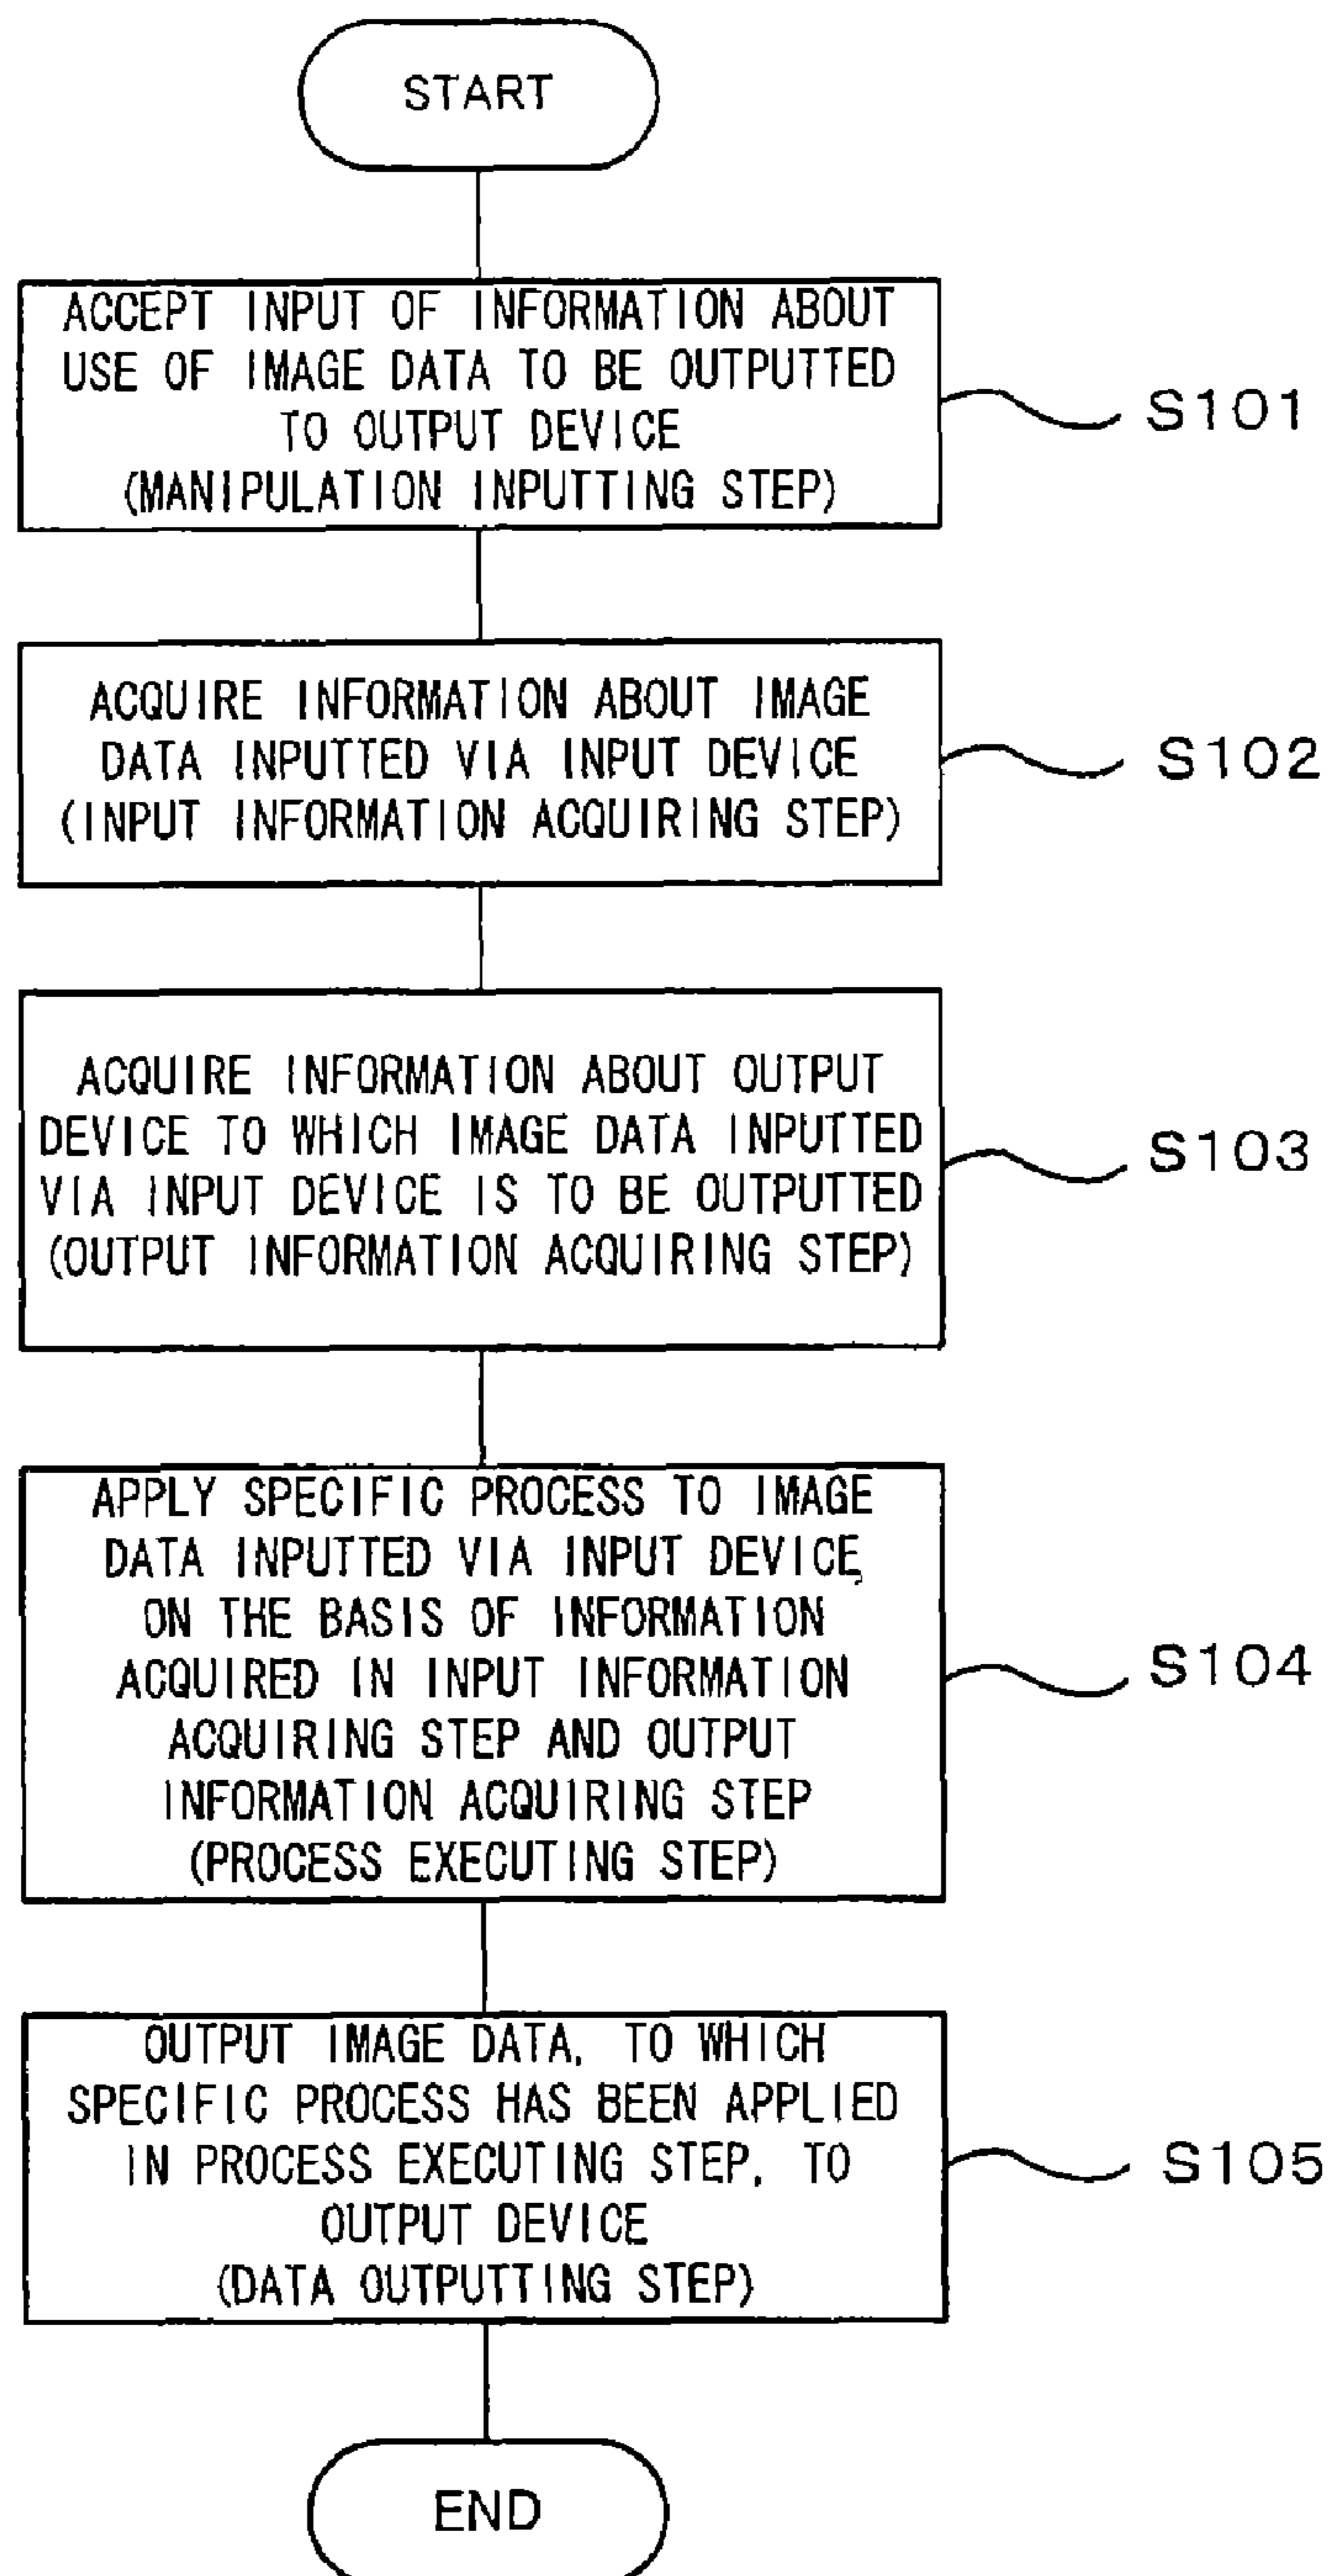 START
ACCEPT INPUT OF INFORMATION ABOUT
USE OF IMAGE DATA TO BE OUTPUTTED
TO OUTPUT DEVICE
(MANIPULATION INPUTTING STEP)
S101
ACQUIRE INFORMATION ABOUT IMAGE
DATA INPUTTED VIA INPUT DEVICE
(INPUT INFORMATION ACQUIRING STEP)
S102
ACQUIRE INFORMATION ABOUT OUTPUT
DEVICE TO WHICH IMAGE DATA INPUTTED
VIA INPUT DEVICE IS TO BE OUTPUTTED
(OUTPUT INFORMATION ACQUIRING STEP)
S103
APPLY SPECIFIC PROCESS TO IMAGE
DATA INPUTTED VIA INPUT DEVICE,
ON THE BASIS OF INFORMATION
ACQUIRED IN INPUT INFORMATION
ACQUIRING STEP AND OUTPUT
INFORMATION ACQUIRING STEP
(PROCESS EXECUTING STEP)
S104
OUTPUT IMAGE DATA, TO WHICH
SPECIFIC PROCESS HAS BEEN APPLIED
IN PROCESS EXECUTING STEP, TO
OUTPUT DEVICE
(DATA OUTPUTTING STEP)
S105
END